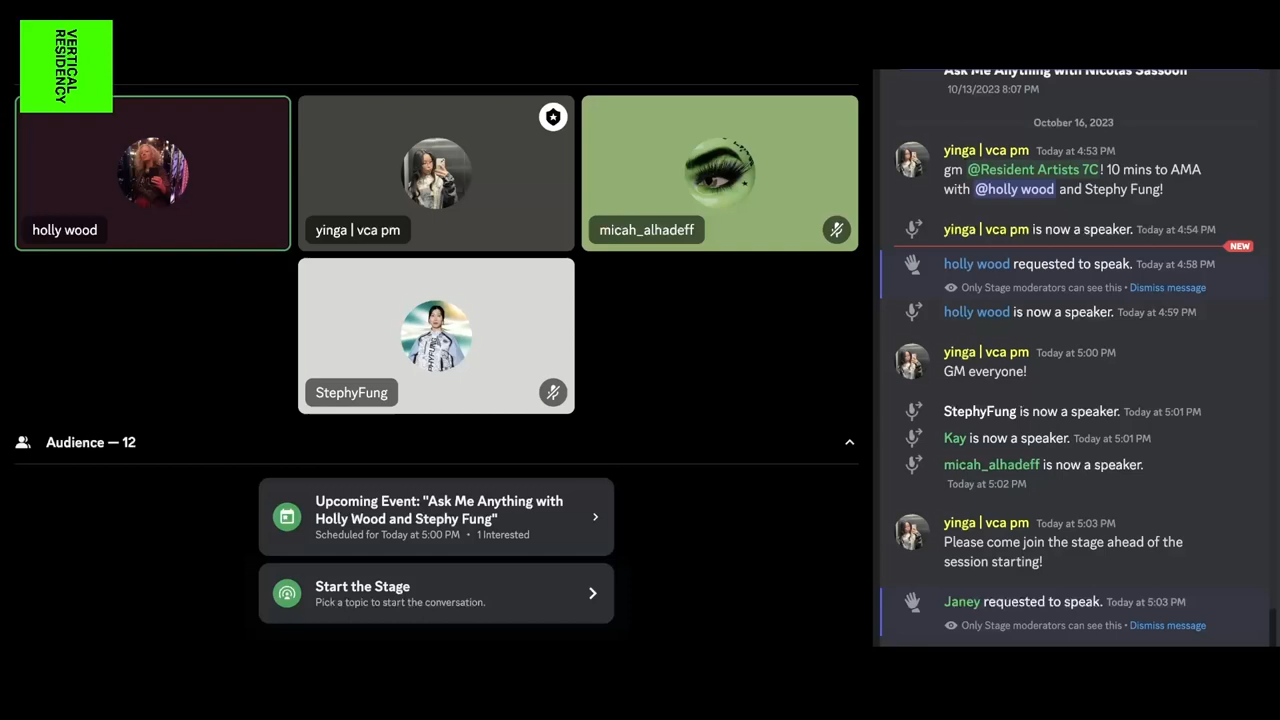 VERTICAL
RESIDENCY
holly wood
yinga | vca pm
micah_alhadeff
StephyFung
Audience — 12
Upcoming Event: "Ask Me Anything with
Holly Wood and Stephy Fung"
Scheduled for Today at 5:00 PM • 1 Interested
Start the Stage
Pick a topic to start the conversation.
Ask Me Anything with Nicolas Sassoon
10/13/2023 8:07 PM
October 16, 2023
yinga | vca pm Today at 4:53 PM
gm @Resident Artists 7C! 10 mins to AMA
with @holly wood and Stephy Fung!
yinga | vca pm is now a speaker. Today at 4:54 PM
NEW
holly wood requested to speak. Today at 4:58 PM
Only Stage moderators can see this • Dismiss message
holly wood is now a speaker. Today at 4:59 PM
yinga | vca pm Today at 5:00 PM
GM everyone!
StephyFung is now a speaker. Today at 5:01 PM
Kay is now a speaker. Today at 5:01 PM
micah_alhadeff is now a speaker.
Today at 5:02 PM
yinga | vca pm Today at 5:03 PM
Please come join the stage ahead of the
session starting!
Janey requested to speak. Today at 5:03 PM
Only Stage moderators can see this • Dismiss message